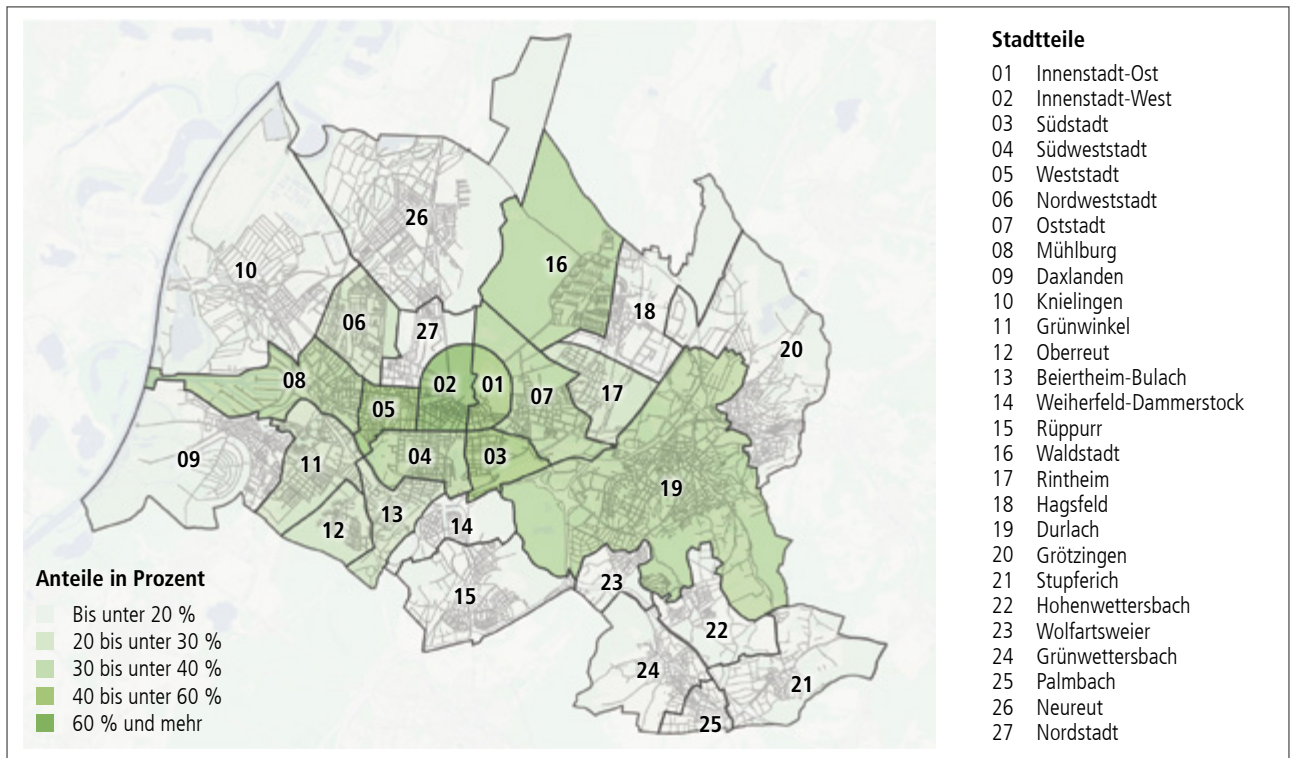 26
10
16
18
06
27
20
08
02
01
07
17
05
09
04
03
11
19
12
13
14
15
23
22
24
21
25
Anteile in Prozent
Bis unter 20 %
20 bis unter 30 %
30 bis unter 40 %
40 bis unter 60 %
60 % und mehr
Stadtteile
01 Innenstadt-Ost
02 Innenstadt-West
03 Südstadt
04 Südweststadt
05 Weststadt
06 Nordweststadt
07 Oststadt
08 Mühlburg
09 Daxlanden
10 Knielingen
11 Grünwinkel
12 Oberreut
13 Beiertheim-Bulach
14 Weiherfeld-Dammerstock
15 Rüppurr
16 Waldstadt
17 Rintheim
18 Hagsfeld
19 Durlach
20 Grötzingen
21 Stupferich
22 Hohenwettersbach
23 Wolfartsweier
24 Grünwettersbach
25 Palmbach
26 Neureut
27 Nordstadt